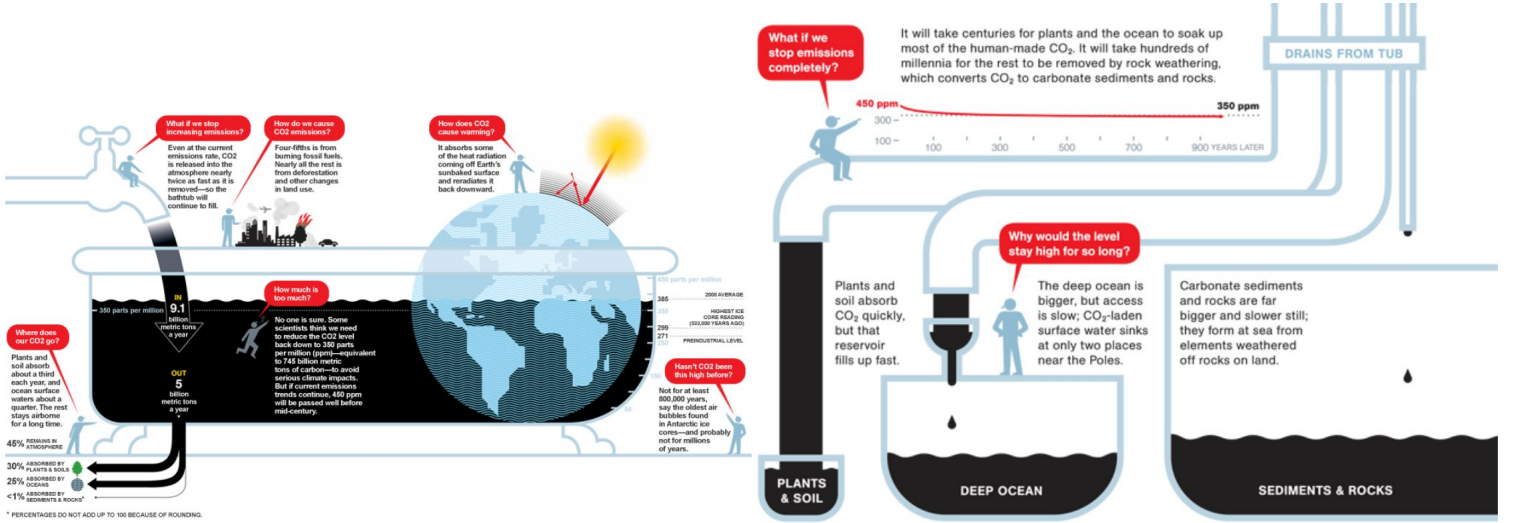 What if we stop
increasing emissions?
Even at the current
emissions rate, CO2
is released into the
atmosphere nearly
twice as fast as it is
removed—so the
bathtub will
continue to fill.
How do we cause
CO2 emissions?
Four-fifths is from
burning fossil fuels.
Nearly all the rest is
from deforestation
and other changes
in land use.
How does CO2
cause warming?
It absorbs some
of the heat radiation
coming off Earth's
sunbaked surface
and reradiates it
back downward.
IN
9.1
billion
metric tons
a year
350 parts per million
OUT
5
billion
metric tons
a year
How much is
too much?
No one is sure. Some
scientists think we need
to reduce the CO2 level
back down to 350 parts
per million (ppm)—equivalent
to 745 billion metric
tons of carbon—to avoid
serious climate impacts.
But if current emissions
trends continue, 450 ppm
will be passed well before
mid-century.
450 parts per million
385 2008 AVERAGE
350
HIGHEST ICE
CORE READING
299 (333,000 YEARS AGO)
271 PREINDUSTRIAL LEVEL
250
150
50
Hasn't CO2 been
this high before?
Not for at least
800,000 years,
say the oldest air
bubbles found
in Antarctic ice
cores—and probably
not for millions
of years.
Where does
our CO2 go?
Plants and
soil absorb
about a third
each year, and
ocean surface
waters about a
quarter. The rest
stays airborne
for a long time.
45% REMAINS IN
ATMOSPHERE
30% ABSORBED BY
PLANTS & SOILS
25% ABSORBED BY
OCEANS
<1% ABSORBED BY
SEDIMENTS & ROCKS*
* PERCENTAGES DO NOT ADD UP TO 100 BECAUSE OF ROUNDING.
What if we
stop emissions
completely?
It will take centuries for plants and the ocean to soak up
most of the human-made CO₂. It will take hundreds of
millennia for the rest to be removed by rock weathering,
which converts CO₂ to carbonate sediments and rocks.
DRAINS FROM TUB
450 ppm
350 ppm
300
100
100 300 500 700 900 YEARS LATER
Why would the level
stay high for so long?
Plants and
soil absorb
CO₂ quickly,
but that
reservoir
fills up fast.
The deep ocean is
bigger, but access
is slow; CO₂-laden
surface water sinks
at only two places
near the Poles.
Carbonate sediments
and rocks are far
bigger and slower still;
they form at sea from
elements weathered
off rocks on land.
PLANTS
& SOIL
DEEP OCEAN
SEDIMENTS & ROCKS